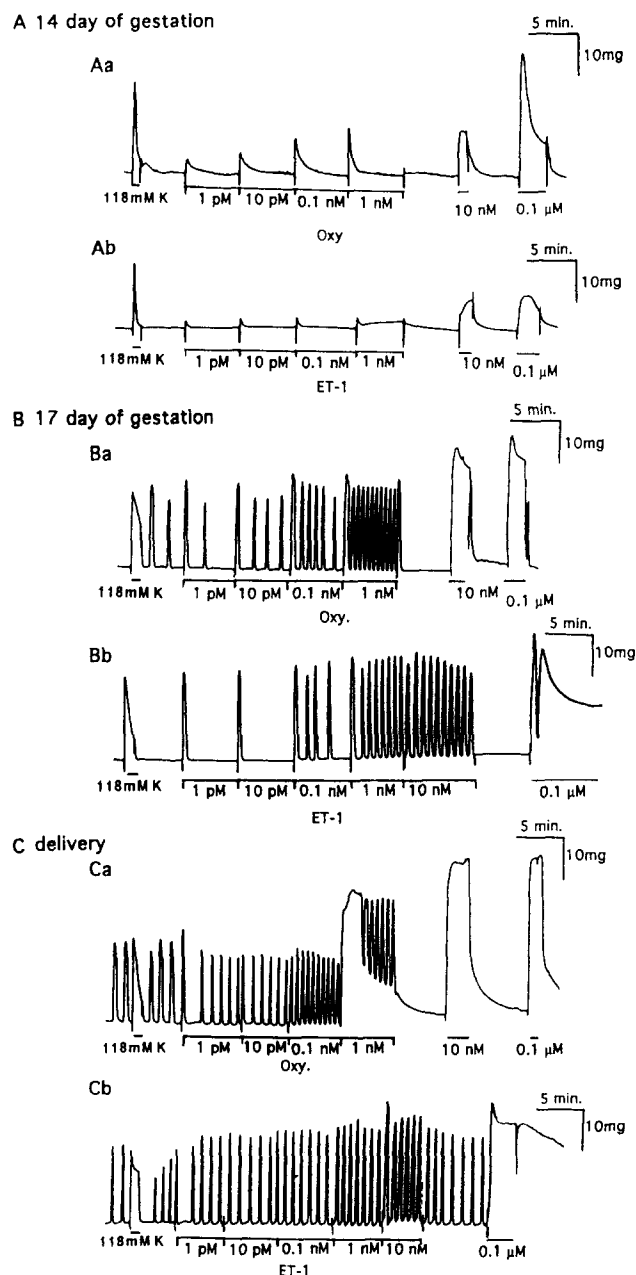 A 14 day of gestation
5 min.
10mg
Aa
118mM K
1 pM
10 pM
0.1 nM
1 nM
10 nM
0.1 µM
Oxy
Ab
5 min.
10mg
118mM K
1 pM
10 pM
0.1 nM
1 nM
10 nM
0.1 µM
ET-1
B 17 day of gestation
5 min.
10mg
Ba
118mM K
1 pM
10 pM
0.1 nM
1 nM
10 nM
0.1 µM
Oxy.
Bb
5 min.
10mg
118mM K
1 pM
10 pM
0.1 nM
1 nM
10 nM
0.1 µM
ET-1
C delivery
5 min.
10mg
Ca
118mM K
1 pM
10 pM
0.1 nM
1 nM
10 nM
0.1 µM
Oxy.
Cb
5 min.
10mg
118mM K
1 pM
10 pM
0.1 nM
1 nM
10 nM
0.1 µM
ET-1